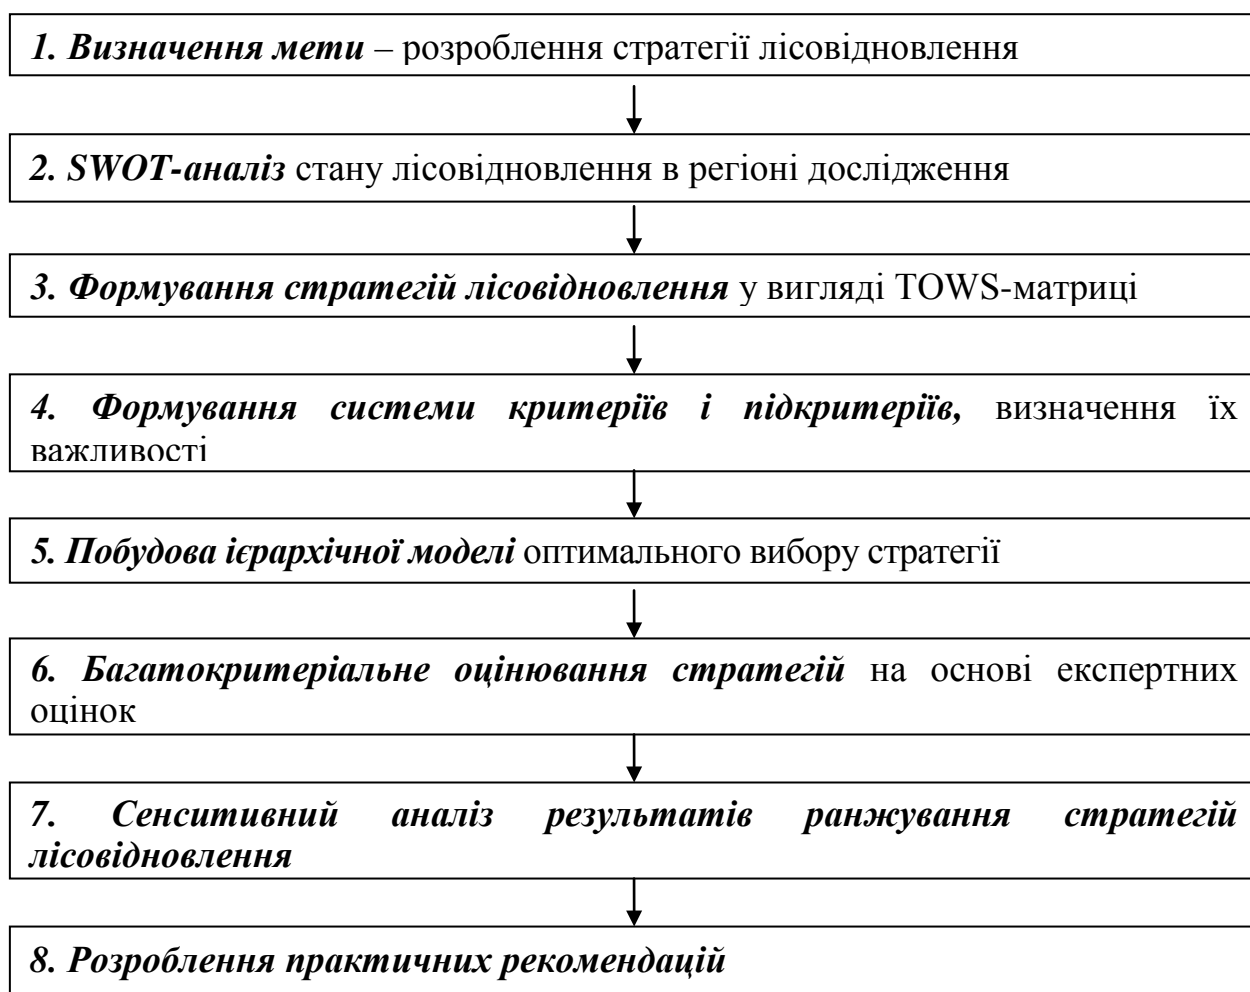 1. Визначення мети – розроблення стратегії лісовідновлення
2. SWOT-аналіз стану лісовідновлення в регіоні дослідження
3. Формування стратегій лісовідновлення у вигляді TOWS-матриці
4. Формування системи критеріїв і підкритеріїв, визначення їх
важливості
5. Побудова ієрархічної моделі оптимального вибору стратегії
6. Багатокритеріальне оцінювання стратегій на основі експертних
оцінок
7. Сенситивний аналіз результатів ранжування стратегій
лісовідновлення
8. Розроблення практичних рекомендацій